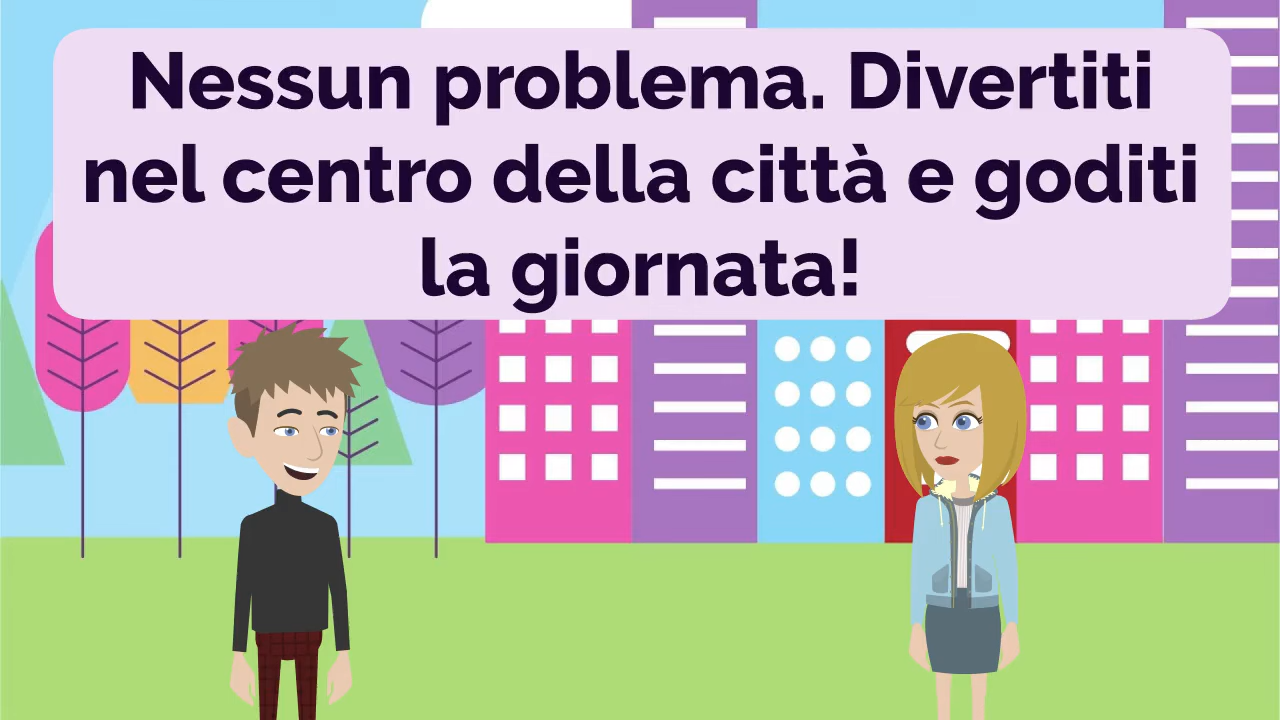 Nessun problema. Divertiti
nel centro della città e goditi
la giornata!